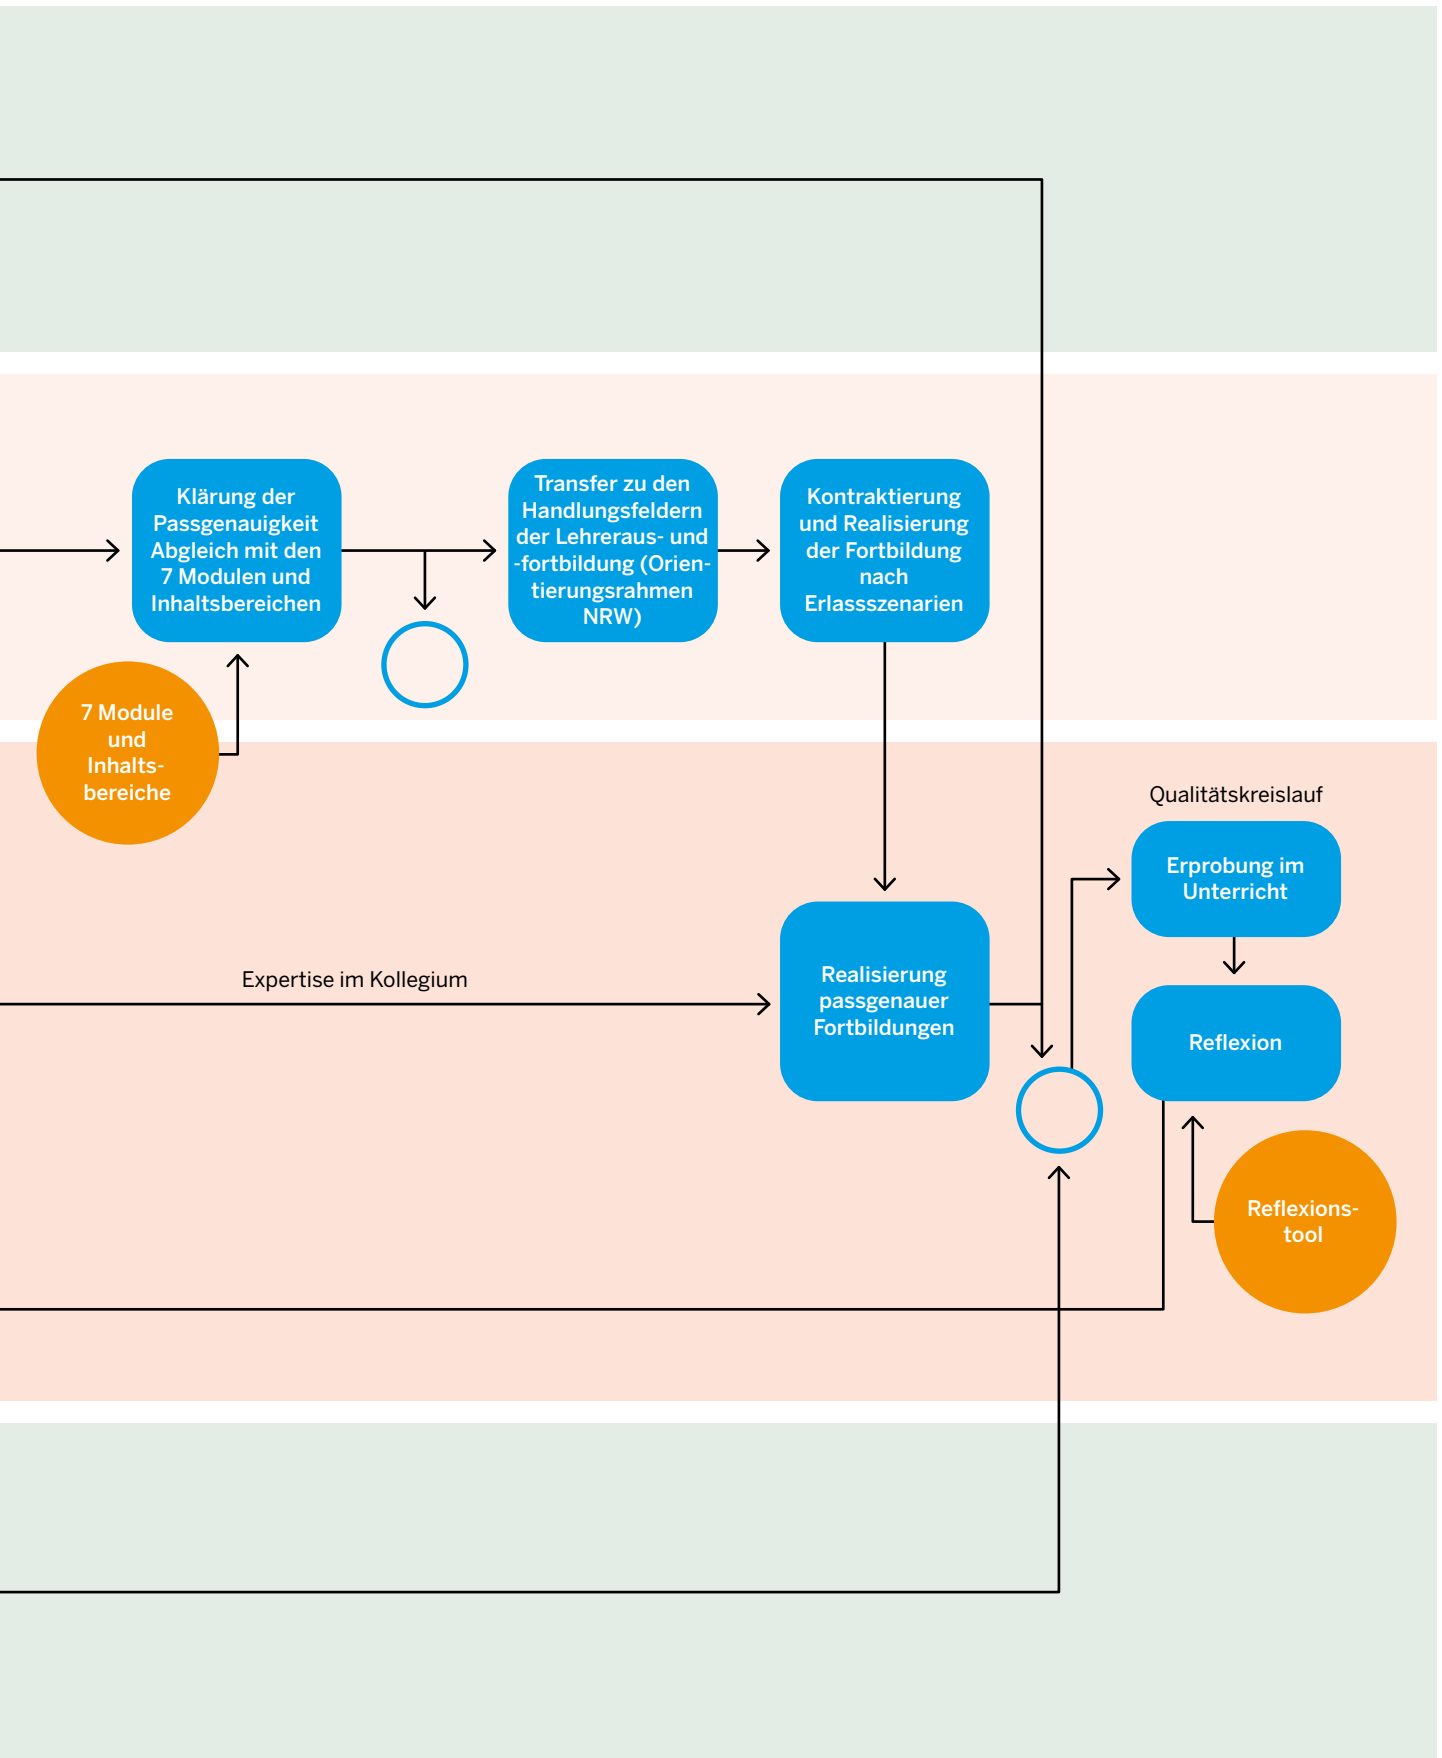 Klärung der
Passgenauigkeit
Abgleich mit den
7 Modulen und
Inhaltsbereichen
Transfer zu den
Handlungsfeldern
der Lehreraus- und
-fortbildung (Orien-
tierungsrahmen
NRW)
Kontraktierung
und Realisierung
der Fortbildung
nach
Erlassszenarien
7 Module
und
Inhalts-
bereiche
Qualitätskreislauf
Erprobung im
Unterricht
Expertise im Kollegium
Realisierung
passgenauer
Fortbildungen
Reflexion
Reflexions-
tool